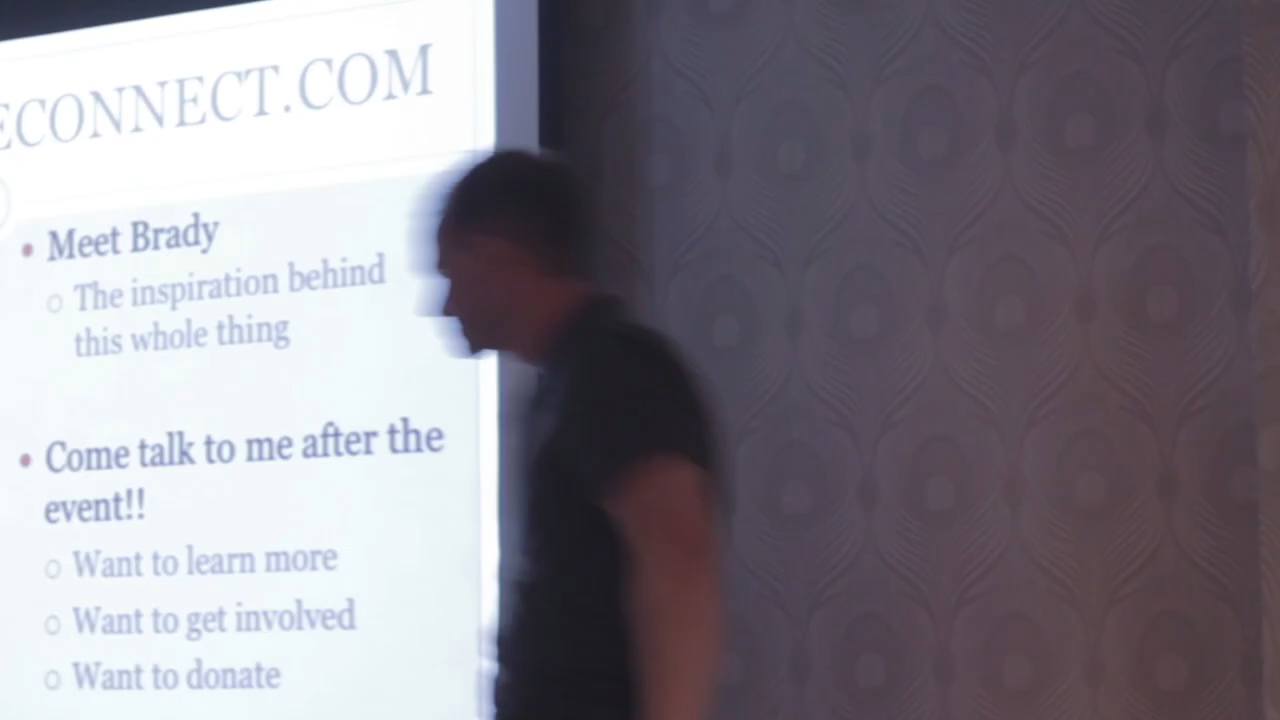 ECONNECT.COM
Meet Brady
The inspiration behind
this whole thing
Come talk to me after the
event!!
Want to learn more
Want to get involved
Want to donate